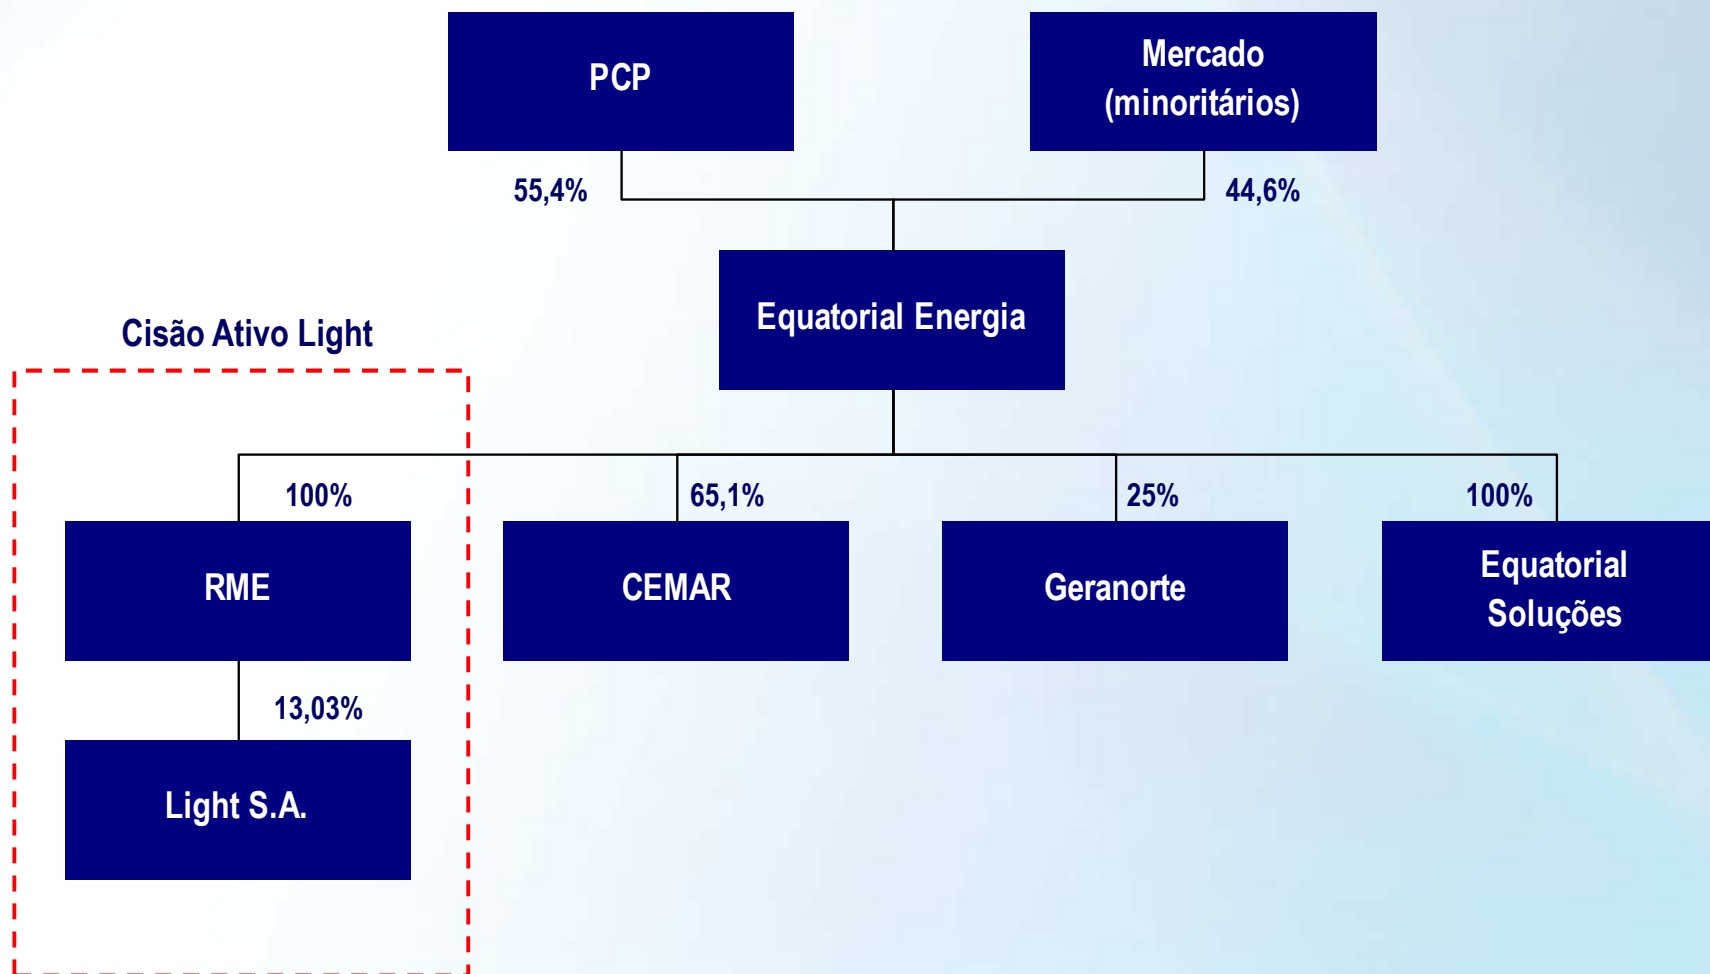 PCP
Mercado
(minoritários)
55,4%
44,6%
Equatorial Energia
Cisão Ativo Light
100%
65,1%
25%
100%
RME
CEMAR
Geranorte
Equatorial
Soluções
13,03%
Light S.A.